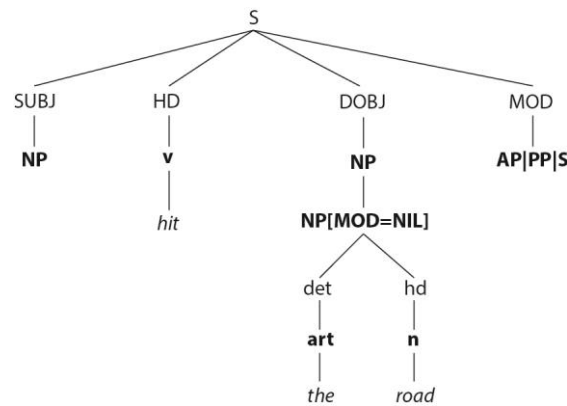 S
SUBJ HD DOBJ MOD
NP v NP AP|PP|S
hit NP[MOD=NIL]
det hd
art n
the road